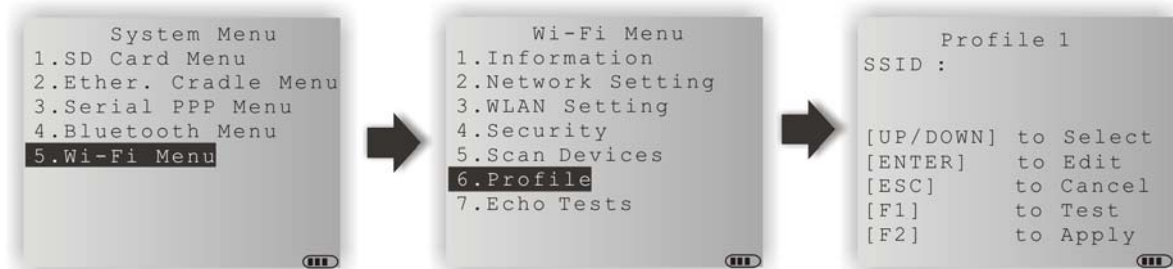 System Menu
1.SD Card Menu
2.Ether. Cradle Menu
3.Serial PPP Menu
4.Bluetooth Menu
5.Wi-Fi Menu
Wi-Fi Menu
1.Information
2.Network Setting
3.WLAN Setting
4.Security
5.Scan Devices
6.Profile
7.Echo Tests
Profile 1
SSID :
[UP/DOWN] to Select
[ENTER] to Edit
[ESC] to Cancel
[F1] to Test
[F2] to Apply